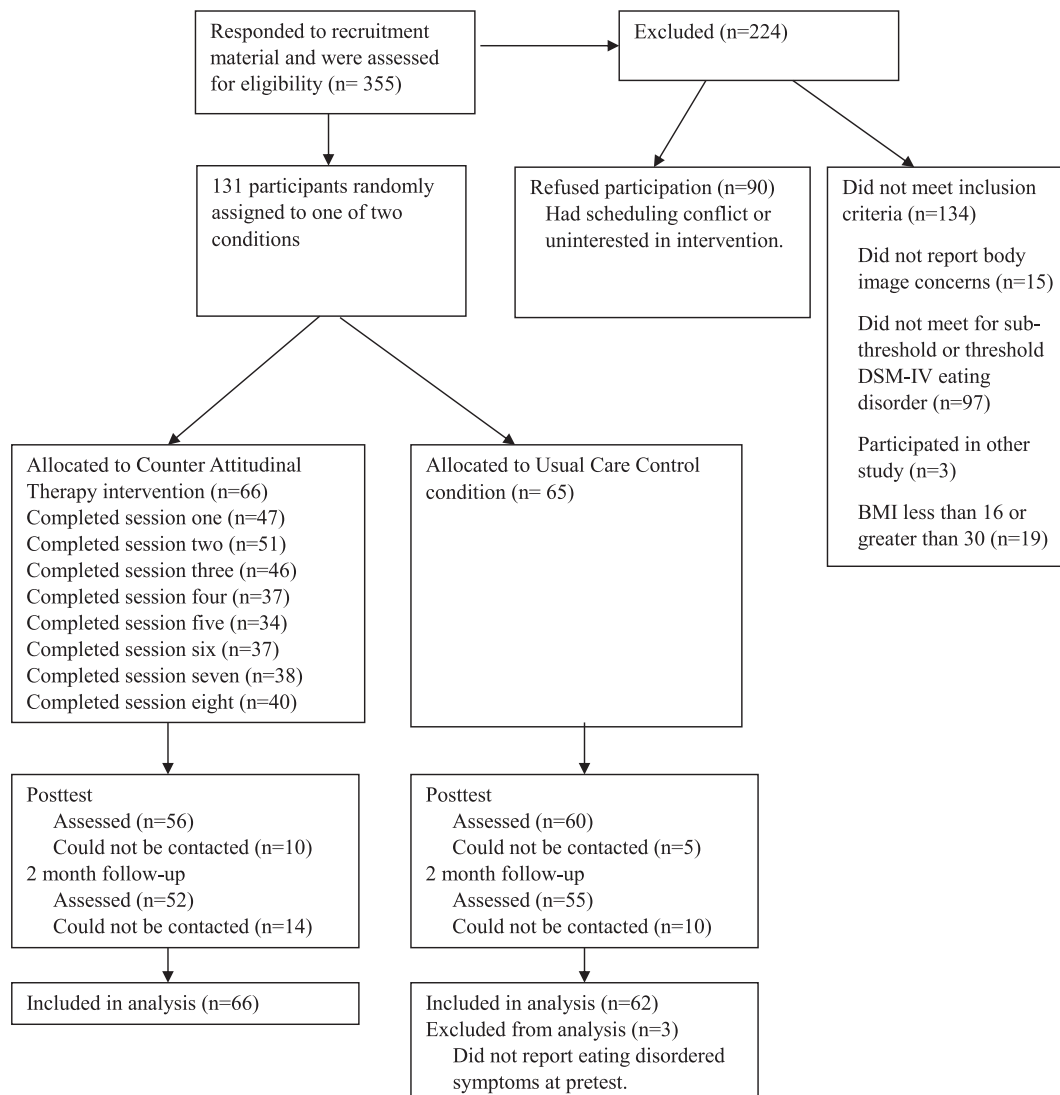 Responded to recruitment
material and were assessed
for eligibility (n= 355)
Excluded (n=224)
131 participants randomly
assigned to one of two
conditions
Refused participation (n=90)
Had scheduling conflict or
uninterested in intervention.
Did not meet inclusion
criteria (n=134)
Did not report body
image concerns (n=15)
Did not meet for sub-
threshold or threshold
DSM-IV eating
disorder (n=97)
Participated in other
study (n=3)
BMI less than 16 or
greater than 30 (n=19)
Allocated to Counter Attitudinal
Therapy intervention (n=66)
Completed session one (n=47)
Completed session two (n=51)
Completed session three (n=46)
Completed session four (n=37)
Completed session five (n=34)
Completed session six (n=37)
Completed session seven (n=38)
Completed session eight (n=40)
Allocated to Usual Care Control
condition (n= 65)
Posttest
Assessed (n=56)
Could not be contacted (n=10)
2 month follow-up
Assessed (n=52)
Could not be contacted (n=14)
Posttest
Assessed (n=60)
Could not be contacted (n=5)
2 month follow-up
Assessed (n=55)
Could not be contacted (n=10)
Included in analysis (n=66)
Included in analysis (n=62)
Excluded from analysis (n=3)
Did not report eating disordered
symptoms at pretest.